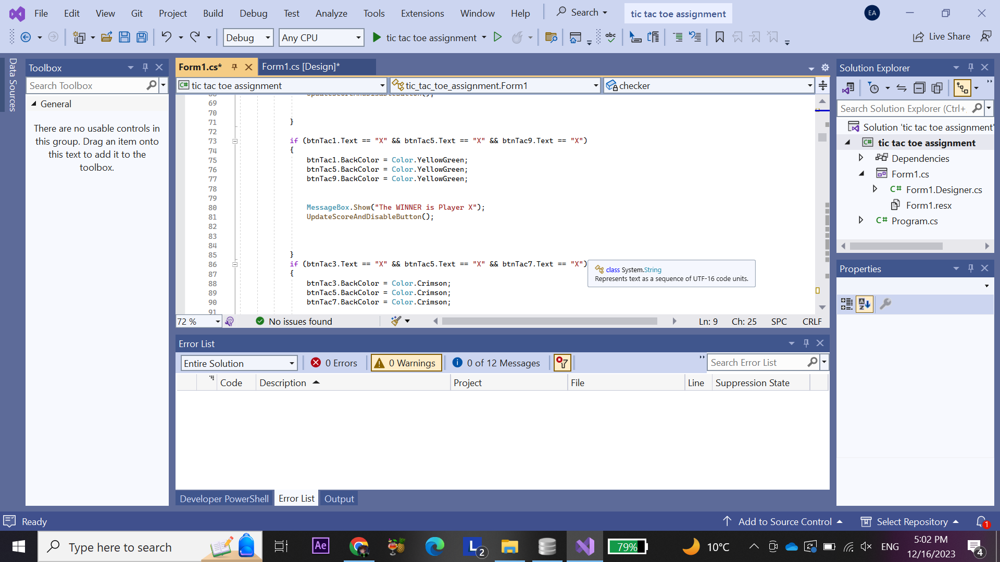 File Edit View Git Project Build Debug Test Analyze Tools Extensions Window Help Search tic tac toe assignment EA
Debug Any CPU tic tac toe assignment Live Share
Data Sources
Toolbox
Search Toolbox
General
There are no usable controls in
this group. Drag an item onto
this text to add it to the
toolbox.
Form1.cs* Form1.cs [Design]*
C# tic tac toe assignment tic_tac_toe_assignment.Form1 checker
68 UpdateScoreAndDisableButton();
69
70
71 }
72
73 if (btnTac1.Text == "X" && btnTac5.Text == "X" && btnTac9.Text == "X")
74 {
75 btnTac1.BackColor = Color.YellowGreen;
76 btnTac5.BackColor = Color.YellowGreen;
77 btnTac9.BackColor = Color.YellowGreen;
78
79
80 MessageBox.Show("The WINNER is Player X");
81 UpdateScoreAndDisableButton();
82
83
84
85 }
86 if (btnTac3.Text == "X" && btnTac5.Text == "X" && btnTac7.Text == "X")
87 {
88 btnTac3.BackColor = Color.Crimson;
89 btnTac5.BackColor = Color.Crimson;
90 btnTac7.BackColor = Color.Crimson;
91
class System.String
Represents text as a sequence of UTF-16 code units.
72 % No issues found Ln: 9 Ch: 25 SPC CRLF
Error List
Entire Solution 0 Errors 0 Warnings 0 of 12 Messages Search Error List
Code Description Project File Line Suppression State
Developer PowerShell Error List Output
Solution Explorer
Search Solution Explorer (Ctrl+
Solution 'tic tac toe assignment'
C# tic tac toe assignment
Dependencies
Form1.cs
C# Form1.Designer.cs
Form1.resx
C# Program.cs
Properties
Ready Add to Source Control Select Repository 1
Type here to search Ae L 2 79% 10°C ENG 5:02 PM
12/16/2023 4